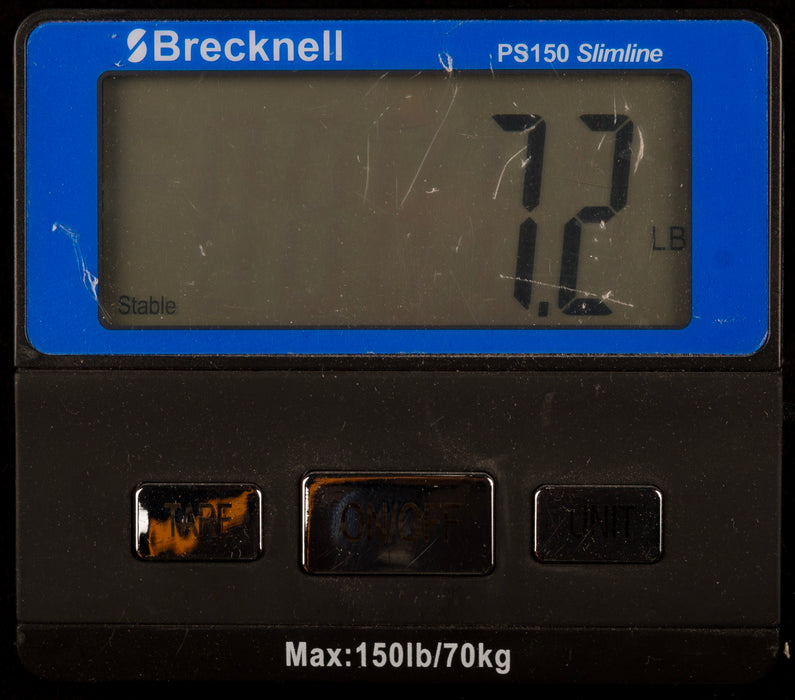 Brecknell
PS150 Slimline
7.2
LB
Stable
TARE
ON/OFF
UNIT
Max:150lb/70kg